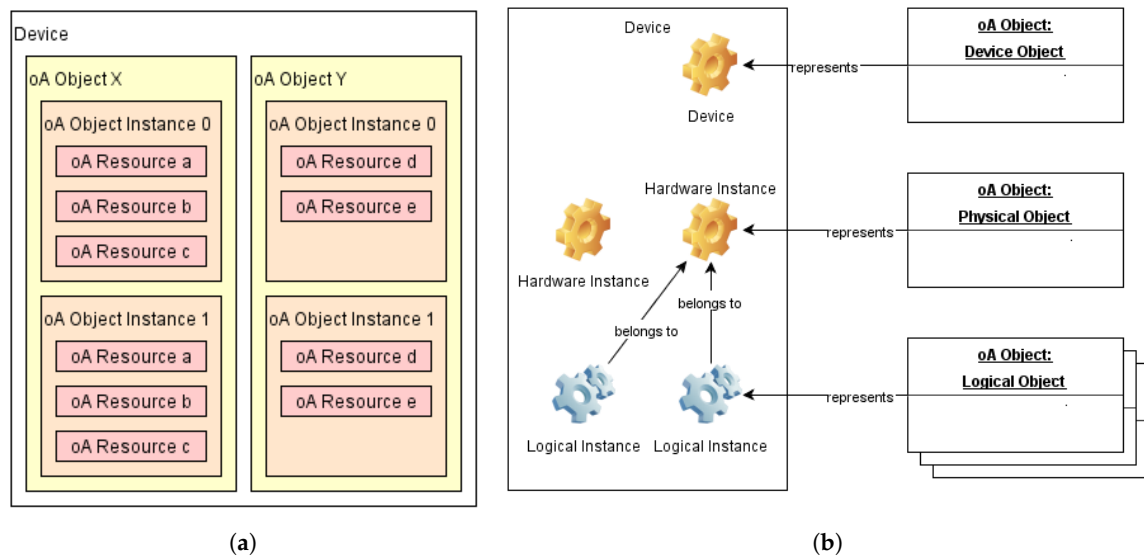 Device
oA Object X
oA Object Instance 0
oA Resource a
oA Resource b
oA Resource c
oA Object Instance 1
oA Resource a
oA Resource b
oA Resource c
oA Object Y
oA Object Instance 0
oA Resource d
oA Resource e
oA Object Instance 1
oA Resource d
oA Resource e
(a)
Device
Device
represents
oA Object:
Device Object
Hardware Instance
Hardware Instance
represents
oA Object:
Physical Object
belongs to
belongs to
Logical Instance
Logical Instance
represents
oA Object:
Logical Object
(b)